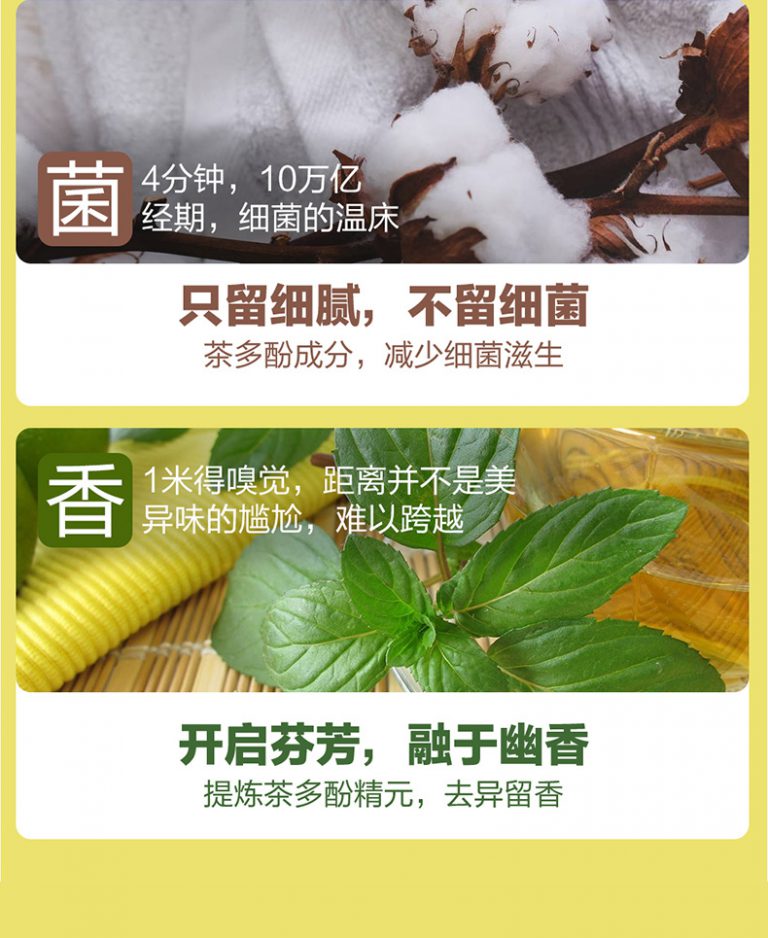 菌
4分钟，10万亿
经期，细菌的温床
只留细腻，不留细菌
茶多酚成分，减少细菌滋生
香
1米得嗅觉，距离并不是美
异味的尴尬，难以跨越
开启芬芳，融于幽香
提炼茶多酚精元，去异留香